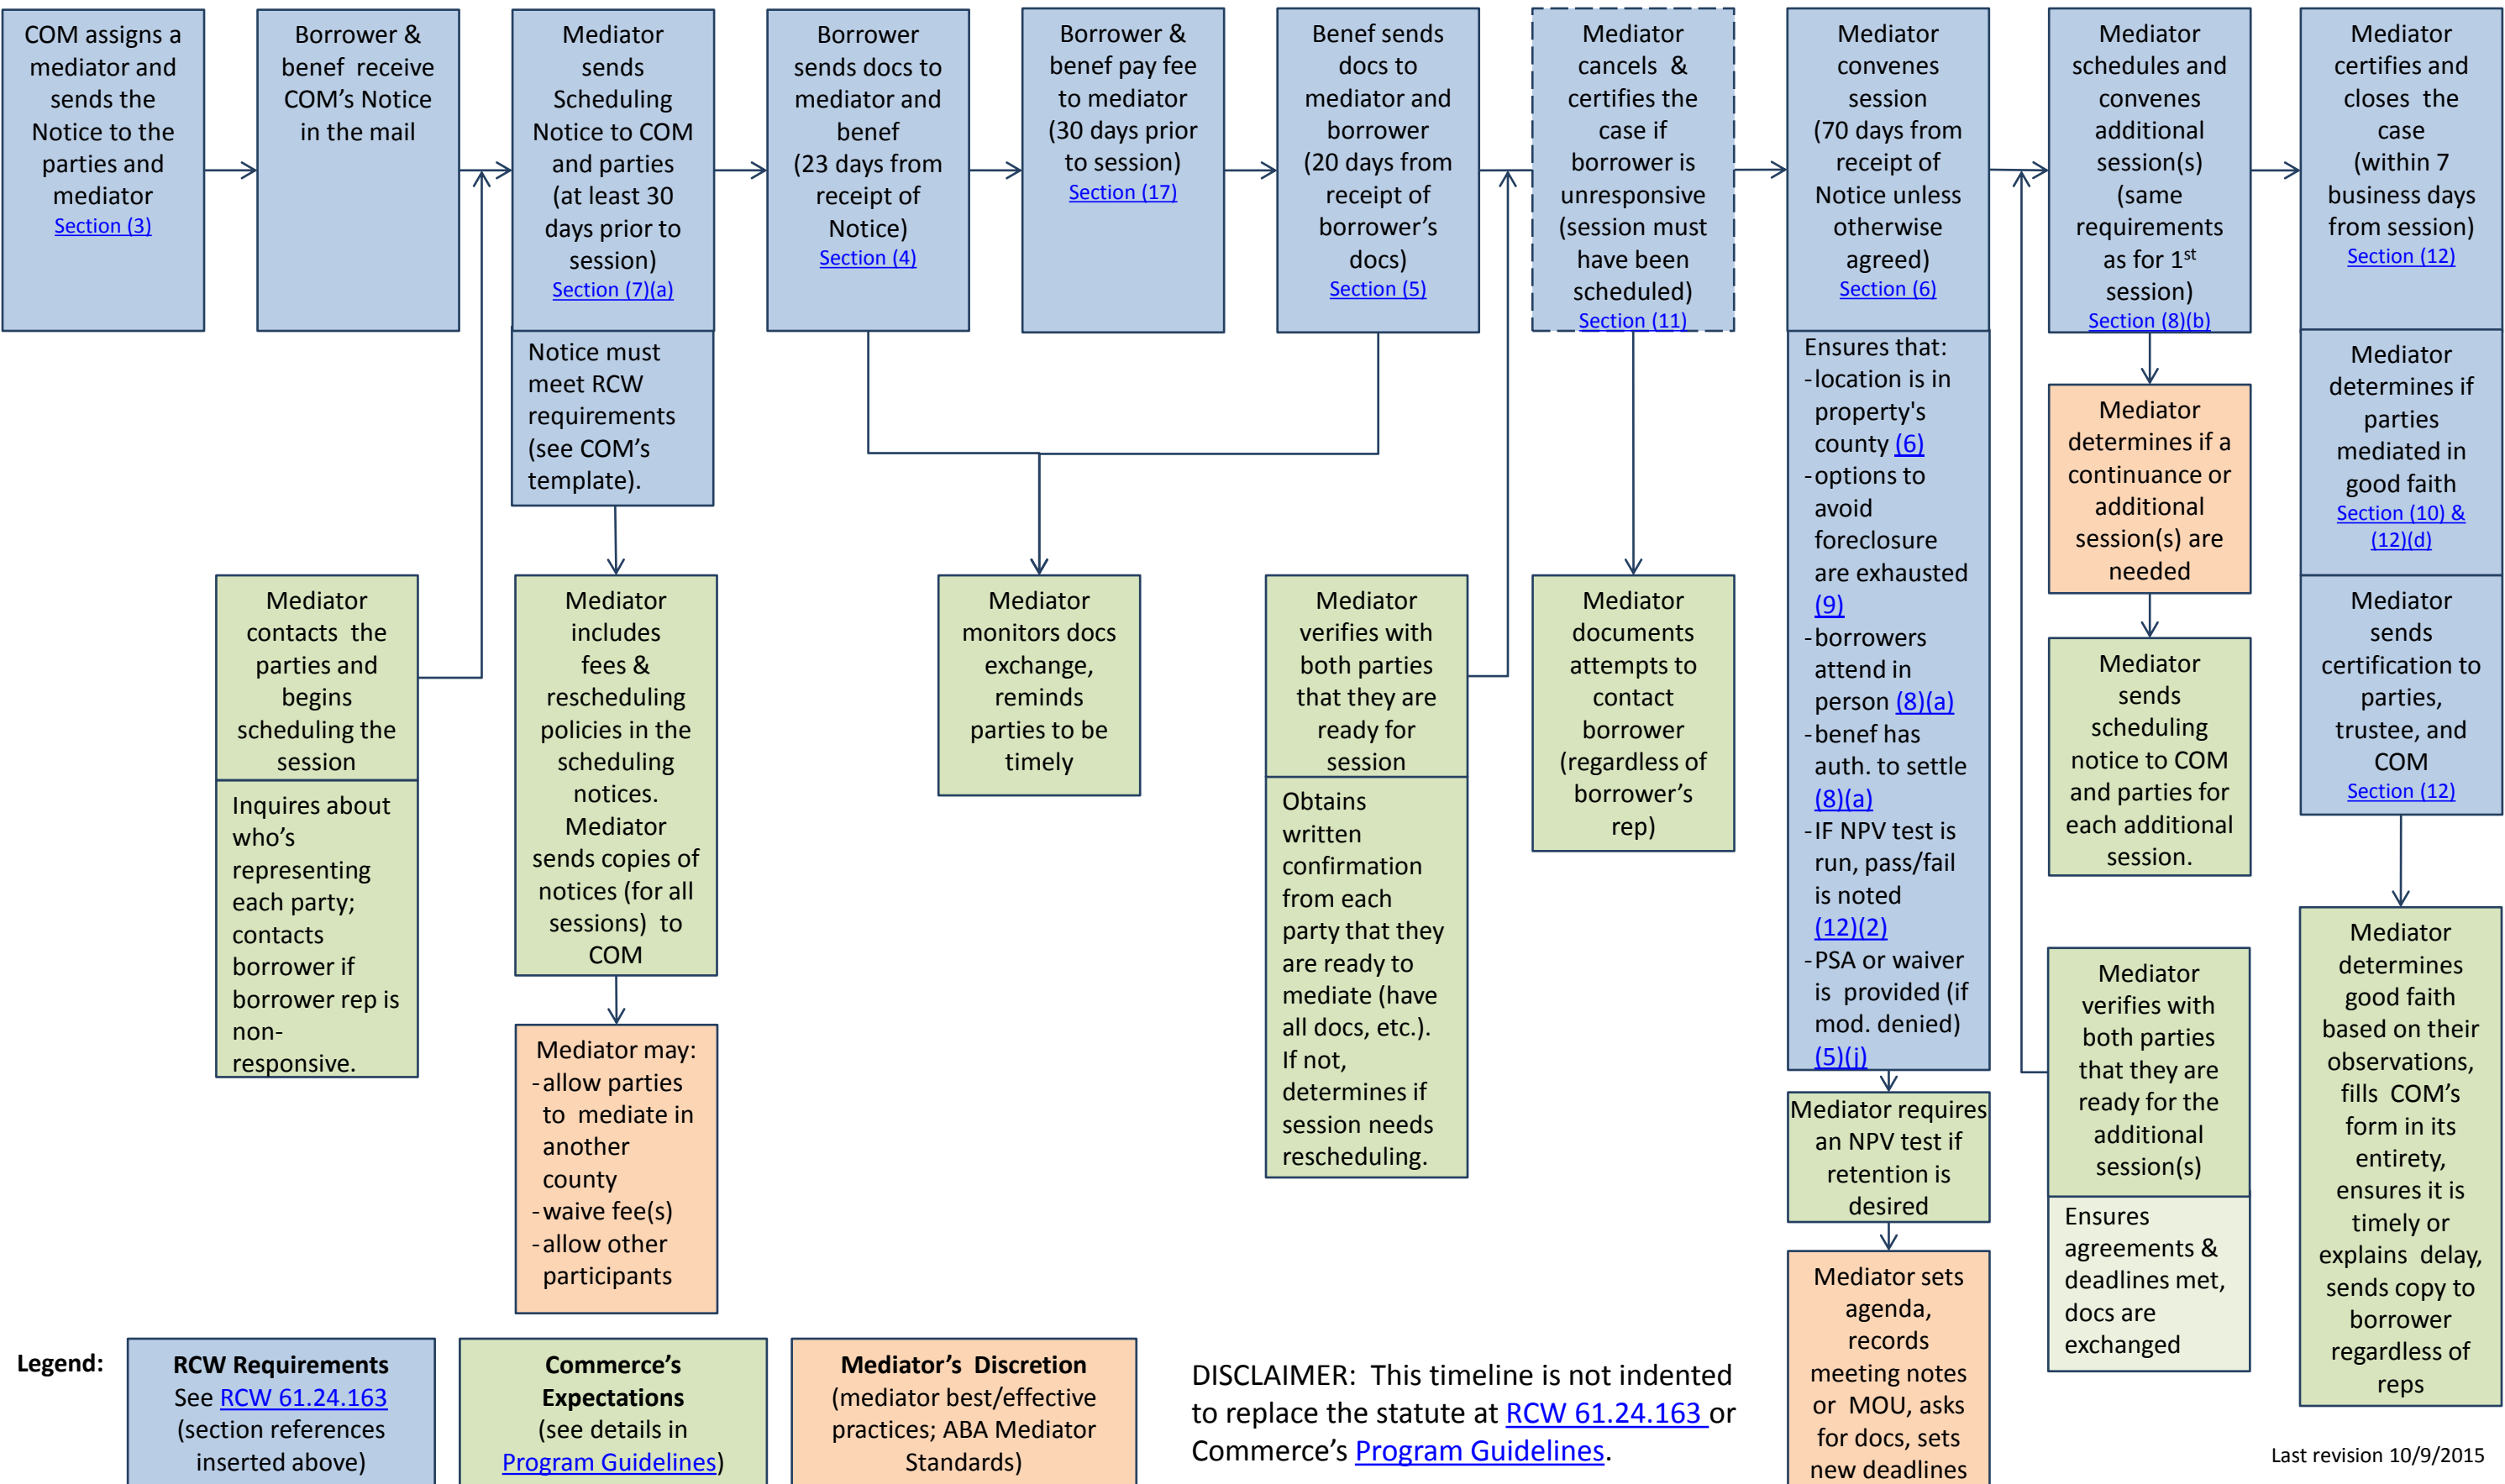 COM assigns a
mediator and
sends the
Notice to the
parties and
mediator
Section (3)
Borrower &
benef receive
COM's Notice
in the mail
Mediator
sends
Scheduling
Notice to COM
and parties
(at least 30
days prior to
session)
Section (7)(a)
Borrower
sends docs to
mediator and
benef
(23 days from
receipt of
Notice)
Section (4)
Borrower &
benef pay fee
to mediator
(30 days prior
to session)
Section (17)
Benef sends
docs to
mediator and
borrower
(20 days from
receipt of
borrower's
docs)
Section (5)
Mediator
cancels &
certifies the
case if
borrower is
unresponsive
(session must
have been
scheduled)
Section (11)
Mediator
convenes
session
(70 days from
receipt of
Notice unless
otherwise
agreed)
Section (6)
Mediator
schedules and
convenes
additional
session(s)
(same
requirements
as for 1st
session)
Section (8)(b)
Mediator
certifies and
closes the
case
(within 7
business days
from session)
Section (12)
Notice must
meet RCW
requirements
(see COM's
template).
Ensures that:
-location is in
property's
county (6)
-options to
avoid
foreclosure
are exhausted
(9)
-borrowers
attend in
person (8)(a)
-benef has
auth. to settle
(8)(a)
-IF NPV test is
run, pass/fail
is noted
(12)(2)
-PSA or waiver
is provided (if
mod. denied)
(5)(j)
Mediator
determines if a
continuance or
additional
session(s) are
needed
Mediator
determines if
parties
mediated in
good faith
Section (10) &
(12)(d)
Mediator
contacts the
parties and
begins
scheduling the
session
Inquires about
who's
representing
each party;
contacts
borrower if
borrower rep is
non-
responsive.
Mediator
includes
fees &
rescheduling
policies in the
scheduling
notices.
Mediator
sends copies of
notices (for all
sessions) to
COM
Mediator
monitors docs
exchange,
reminds
parties to be
timely
Mediator
verifies with
both parties
that they are
ready for
session
Obtains
written
confirmation
from each
party that they
are ready to
mediate (have
all docs, etc.).
If not,
determines if
session needs
rescheduling.
Mediator
documents
attempts to
contact
borrower
(regardless of
borrower's
rep)
Mediator
sends
scheduling
notice to COM
and parties for
each additional
session.
Mediator
sends
certification to
parties,
trustee, and
COM
Section (12)
Mediator may:
-allow parties
to mediate in
another
county
-waive fee(s)
-allow other
participants
Mediator requires
an NPV test if
retention is
desired
Mediator
verifies with
both parties
that they are
ready for the
additional
session(s)
Ensures
agreements &
deadlines met,
docs are
exchanged
Mediator
determines
good faith
based on their
observations,
fills COM's
form in its
entirety,
ensures it is
timely or
explains delay,
sends copy to
borrower
regardless of
reps
Mediator sets
agenda,
records
meeting notes
or MOU, asks
for docs, sets
new deadlines
Legend:
RCW Requirements
See RCW 61.24.163
(section references
inserted above)
Commerce's
Expectations
(see details in
Program Guidelines)
Mediator's Discretion
(mediator best/effective
practices; ABA Mediator
Standards)
DISCLAIMER: This timeline is not indented
to replace the statute at RCW 61.24.163 or
Commerce's Program Guidelines.
Last revision 10/9/2015